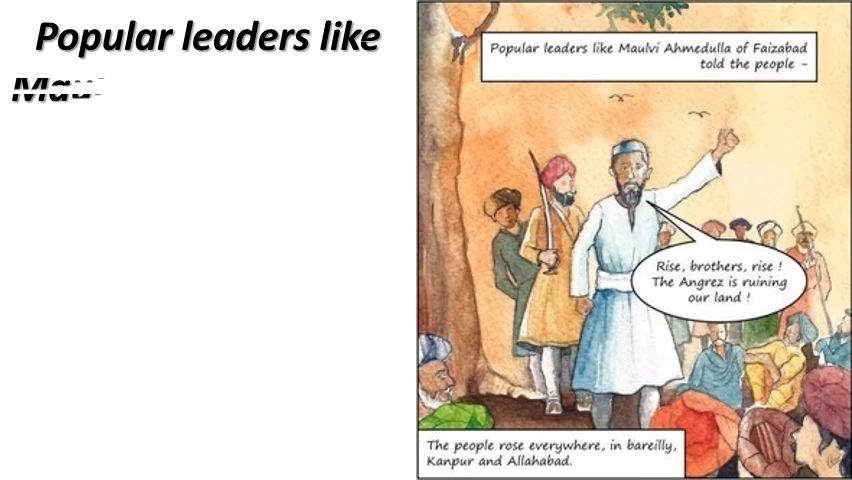 Popular leaders like
Popular leaders like Maulvi Ahmedulla of Faizabad
told the people -
Rise, brothers, rise !
The Angrez is ruining
our land !
The people rose everywhere, in bareilly,
Kanpur and Allahabad.